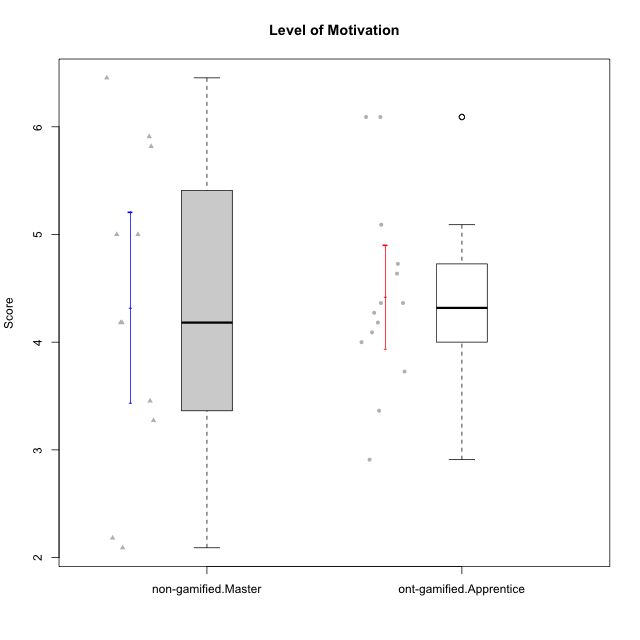 Level of Motivation
Score
6
5
4
3
2
non-gamified.Master
ont-gamified.Apprentice